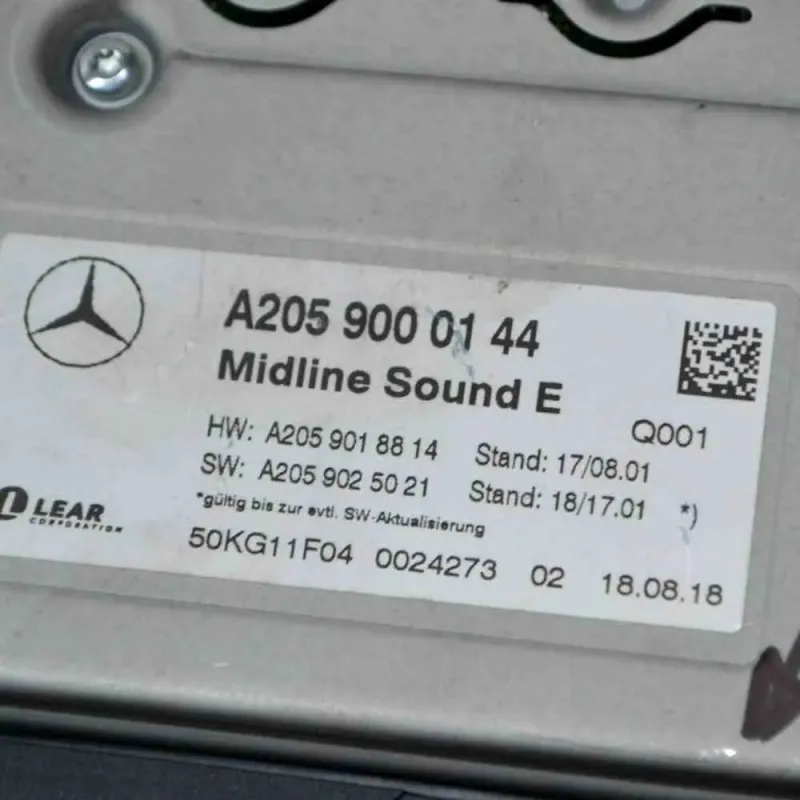 A205 900 01 44
Midline Sound E
Q001
HW: A205 901 88 14 Stand: 17/08.01
SW: A205 902 50 21 Stand: 18/17.01 *)
*gültig bis zur evtl. SW-Aktualisierung
LEAR
CORPORATION
50KG11F04 0024273 02 18.08.18